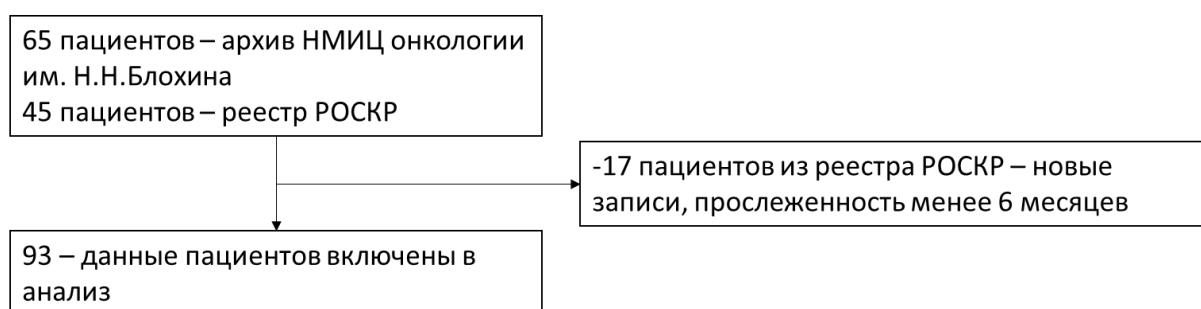 65 пациентов – архив НМИЦ онкологии
им. Н.Н.Блохина
45 пациентов – реестр РОСКР
-17 пациентов из реестра РОСКР – новые
записи, прослеженность менее 6 месяцев
93 – данные пациентов включены в
анализ